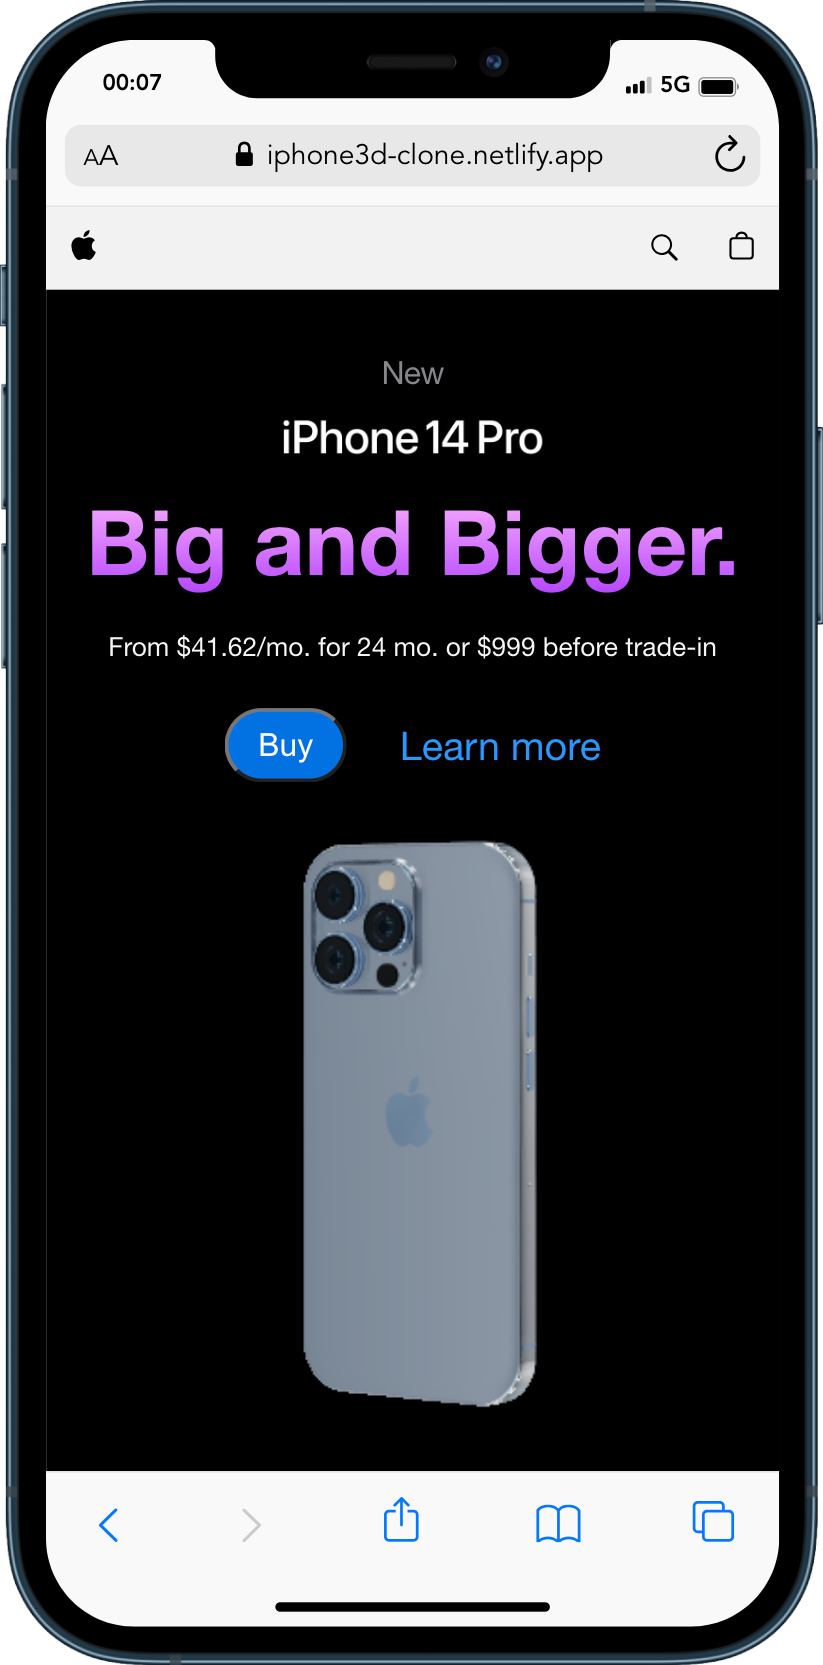 00:07
5G
AA
iphone3d-clone.netlify.app
New
iPhone 14 Pro
Big and Bigger.
From $41.62/mo. for 24 mo. or $999 before trade-in
Buy
Learn more